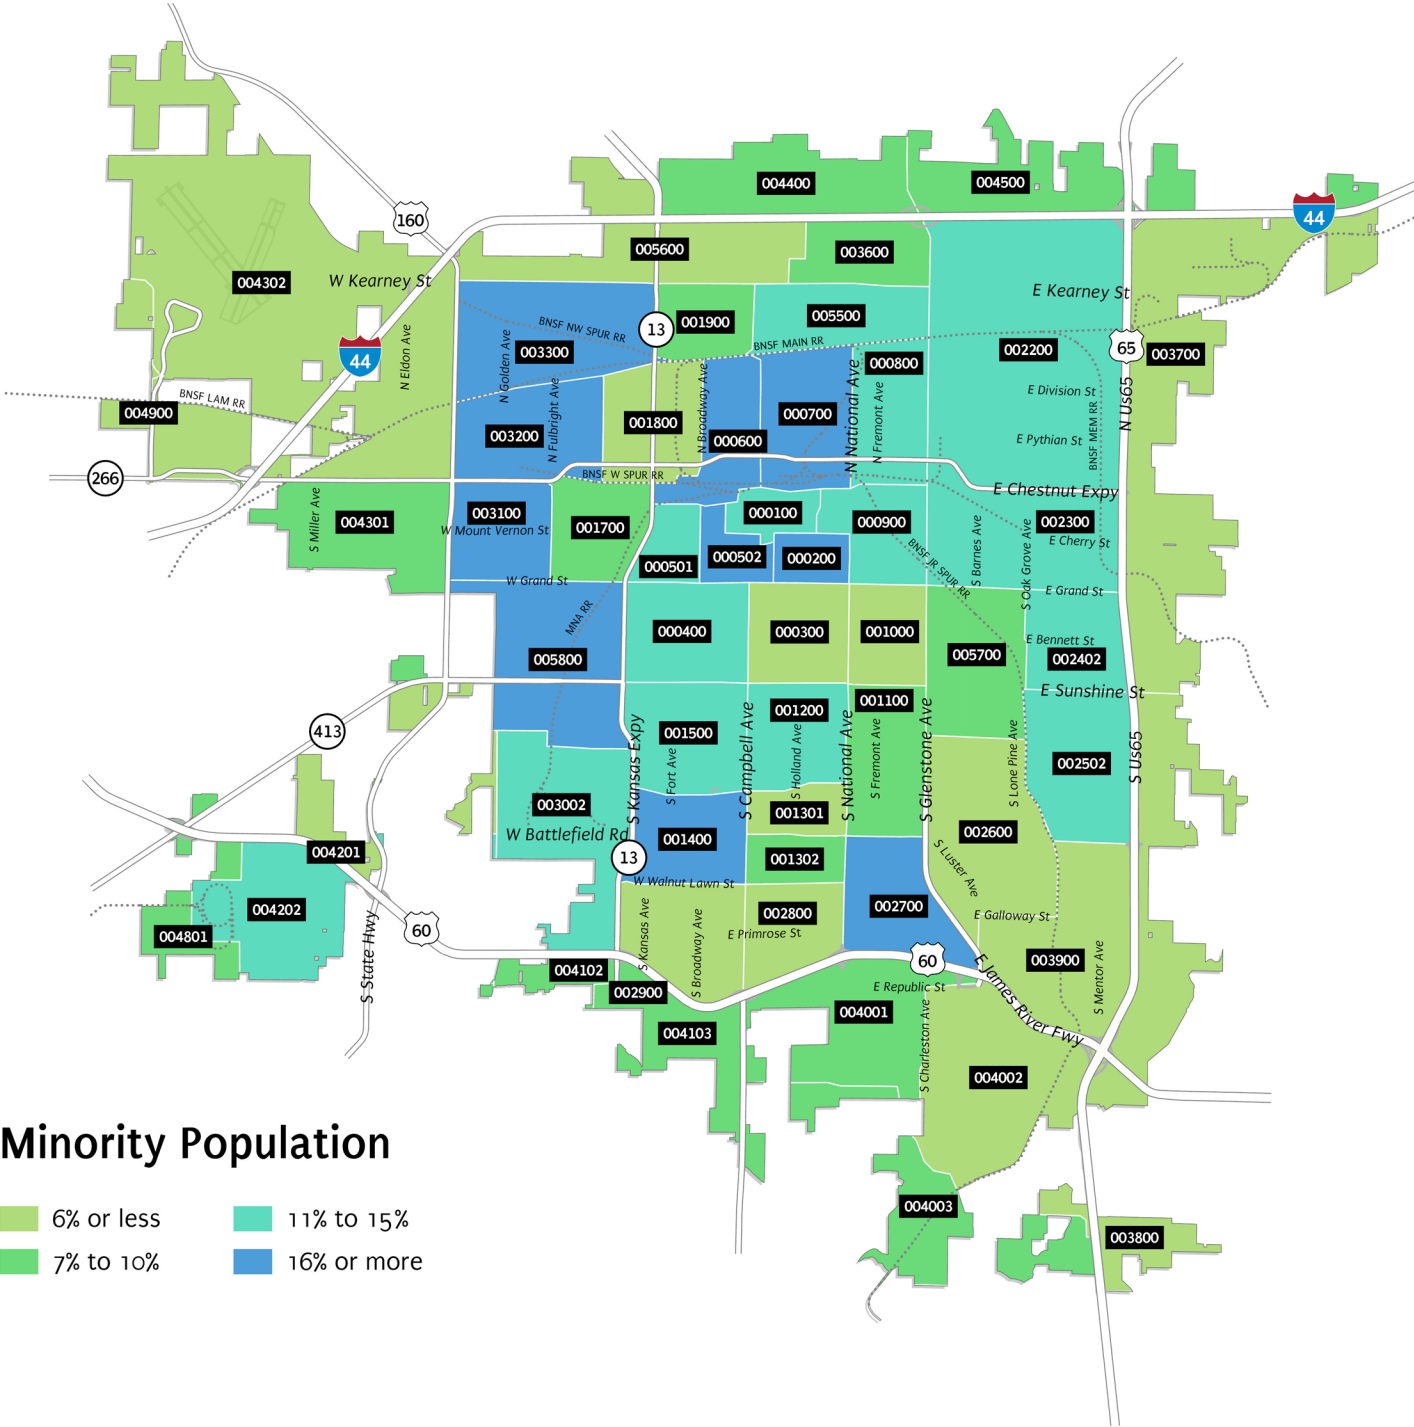 160
44
004400
004500
005600
003600
004302
W Kearney St
E Kearney St
13
001900
005500
BNSF NW SPUR RR
BNSF MAIN RR
44
N Eldon Ave
N Golden Ave
003300
000800
002200
65
003700
BNSF LAM RR
004900
N Fulbright Ave
N Broadway Ave
N National Ave
N Fremont Ave
E Division St
N Us65
001800
000700
003200
000600
E Pythian St
BNSF MEM RR
266
BNSF W SPUR RR
E Chestnut Expy
S Miller Ave
004301
003100
W Mount Vernon St
001700
000100
000900
002300
E Cherry St
S Barnes Ave
S Oak Grove Ave
000501
000502
000200
BNSF JR SPUR RR
W Grand St
E Grand St
MNA RR
000400
000300
001000
E Bennett St
005800
005700
002402
E Sunshine St
413
001100
001200
001500
S Kansas Expy
S Fort Ave
S Campbell Ave
S Holland Ave
S National Ave
S Fremont Ave
S Glenstone Ave
S Lone Pine Ave
002502
S Us65
003002
001301
W Battlefield Rd
001400
002600
004201
13
001302
S Luster Ave
W Walnut Lawn St
004202
002800
002700
E Galloway St
004801
60
S State Hwy
S Kansas Ave
S Broadway Ave
E Primrose St
60
003900
S Mentor Ave
004102
002900
E Republic St
E James River Fwy
004103
004001
S Charleston Ave
004002
Minority Population
6% or less
11% to 15%
7% to 10%
16% or more
004003
003800